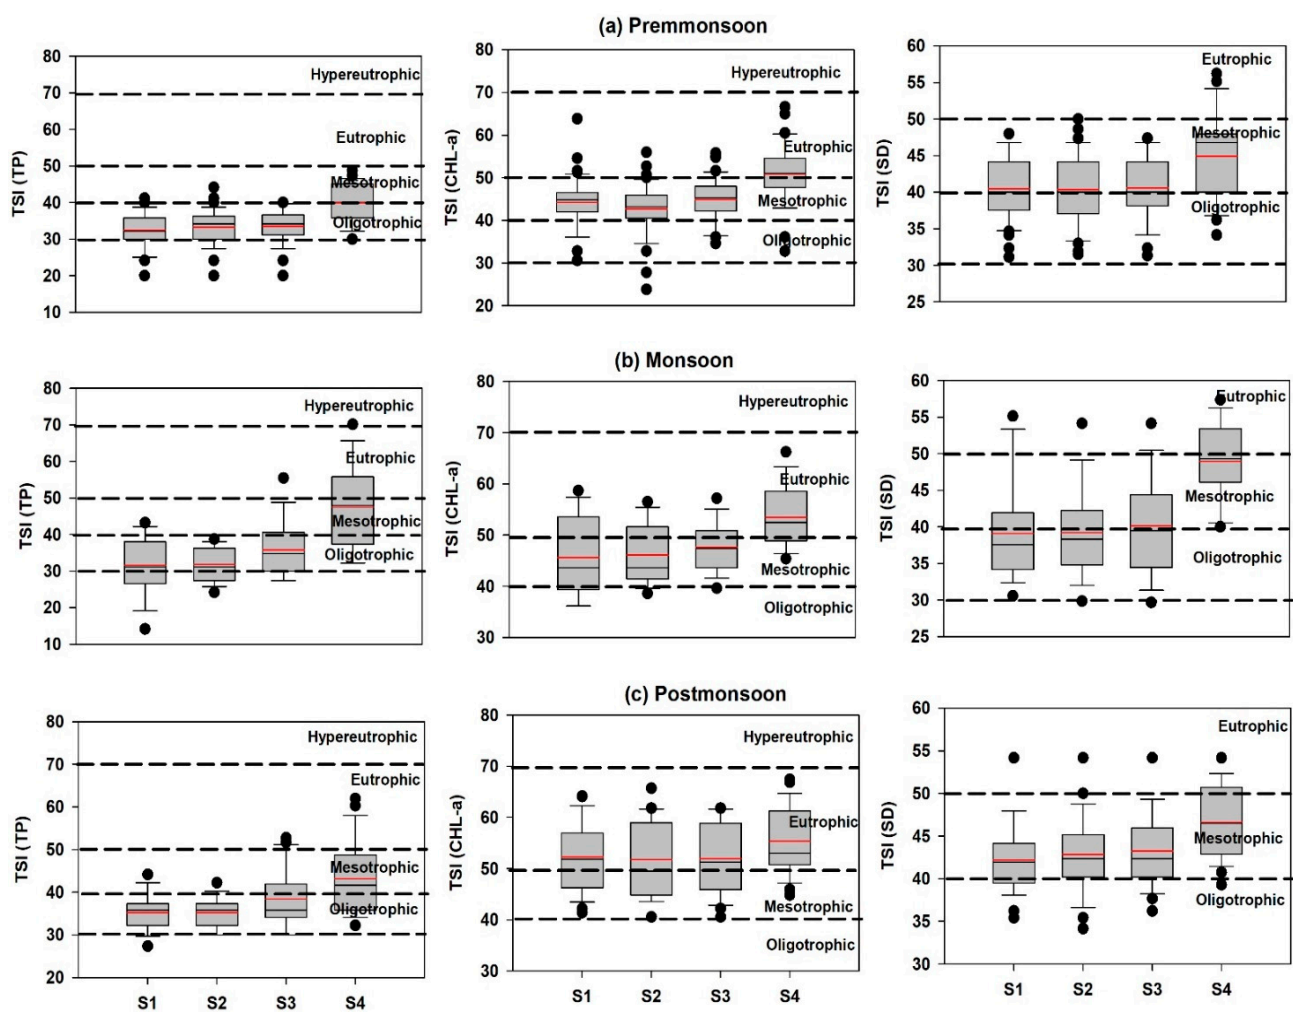 (a) Premmonsoon
TSI (TP)
80
70
60
50
40
30
20
10
Hypereutrophic
Eutrophic
Mesotrophic
Oligotrophic
TSI (CHL-a)
80
70
60
50
40
30
20
Hypereutrophic
Eutrophic
Mesotrophic
Oligotrophic
TSI (SD)
60
55
50
45
40
35
30
25
Eutrophic
Mesotrophic
Oligotrophic
(b) Monsoon
TSI (TP)
80
70
60
50
40
30
20
10
Hypereutrophic
Eutrophic
Mesotrophic
Oligotrophic
TSI (CHL-a)
80
70
60
50
40
30
Hypereutrophic
Eutrophic
Mesotrophic
Oligotrophic
TSI (SD)
60
55
50
45
40
35
30
25
Eutrophic
Mesotrophic
Oligotrophic
(c) Postmonsoon
TSI (TP)
80
70
60
50
40
30
20
Hypereutrophic
Eutrophic
Mesotrophic
Oligotrophic
S1 S2 S3 S4
TSI (CHL-a)
80
70
60
50
40
30
Hypereutrophic
Eutrophic
Mesotrophic
Oligotrophic
S1 S2 S3 S4
TSI (SD)
60
55
50
45
40
35
30
Eutrophic
Mesotrophic
Oligotrophic
S1 S2 S3 S4